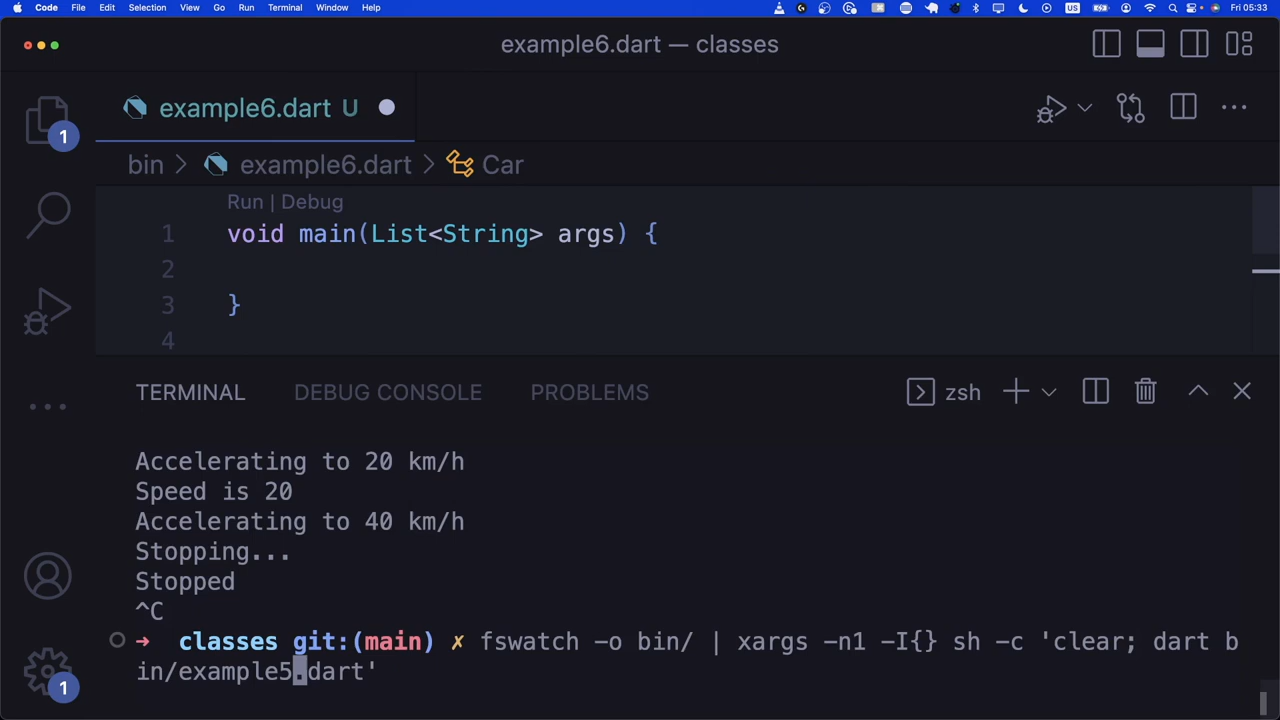 Code File Edit Selection View Go Run Terminal Window Help US Fri 05:33
example6.dart — classes
example6.dart U
1
bin > example6.dart > Car
Run | Debug
1 void main(List<String> args) {
2
3 }
4
TERMINAL DEBUG CONSOLE PROBLEMS zsh
Accelerating to 20 km/h
Speed is 20
Accelerating to 40 km/h
Stopping...
Stopped
^C
→ classes git:(main) ✗ fswatch -o bin/ | xargs -n1 -I{} sh -c 'clear; dart b
in/example5.dart'
1